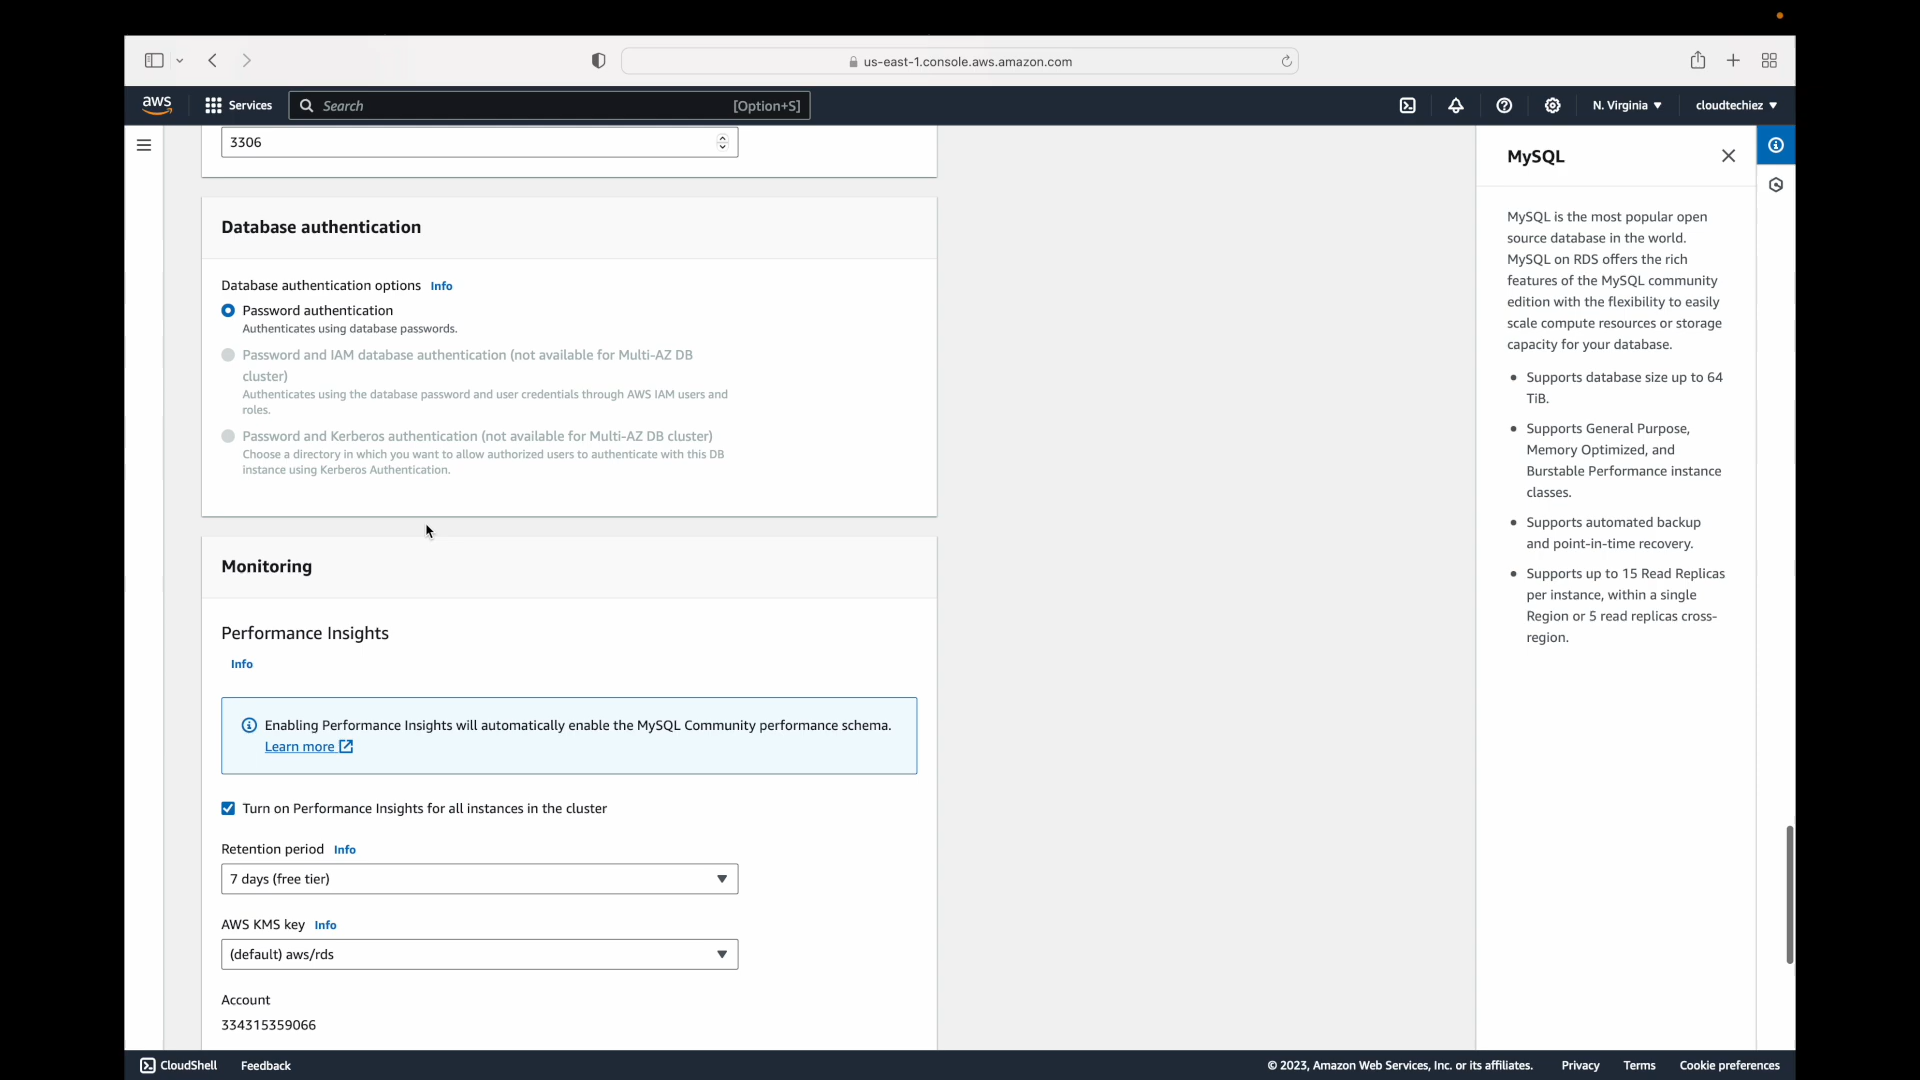 us-east-1.console.aws.amazon.com
aws
Services
Search
[Option+S]
N. Virginia
cloudtechiez
3306
Database authentication
Database authentication options Info
Password authentication
Authenticates using database passwords.
Password and IAM database authentication (not available for Multi-AZ DB
cluster)
Authenticates using the database password and user credentials through AWS IAM users and
roles.
Password and Kerberos authentication (not available for Multi-AZ DB cluster)
Choose a directory in which you want to allow authorized users to authenticate with this DB
instance using Kerberos Authentication.
Monitoring
Performance Insights
Info
Enabling Performance Insights will automatically enable the MySQL Community performance schema.
Learn more
Turn on Performance Insights for all instances in the cluster
Retention period Info
7 days (free tier)
AWS KMS key Info
(default) aws/rds
Account
334315359066
MySQL
MySQL is the most popular open
source database in the world.
MySQL on RDS offers the rich
features of the MySQL community
edition with the flexibility to easily
scale compute resources or storage
capacity for your database.
• Supports database size up to 64
TiB.
• Supports General Purpose,
Memory Optimized, and
Burstable Performance instance
classes.
• Supports automated backup
and point-in-time recovery.
• Supports up to 15 Read Replicas
per instance, within a single
Region or 5 read replicas cross-
region.
CloudShell
Feedback
© 2023, Amazon Web Services, Inc. or its affiliates.
Privacy
Terms
Cookie preferences